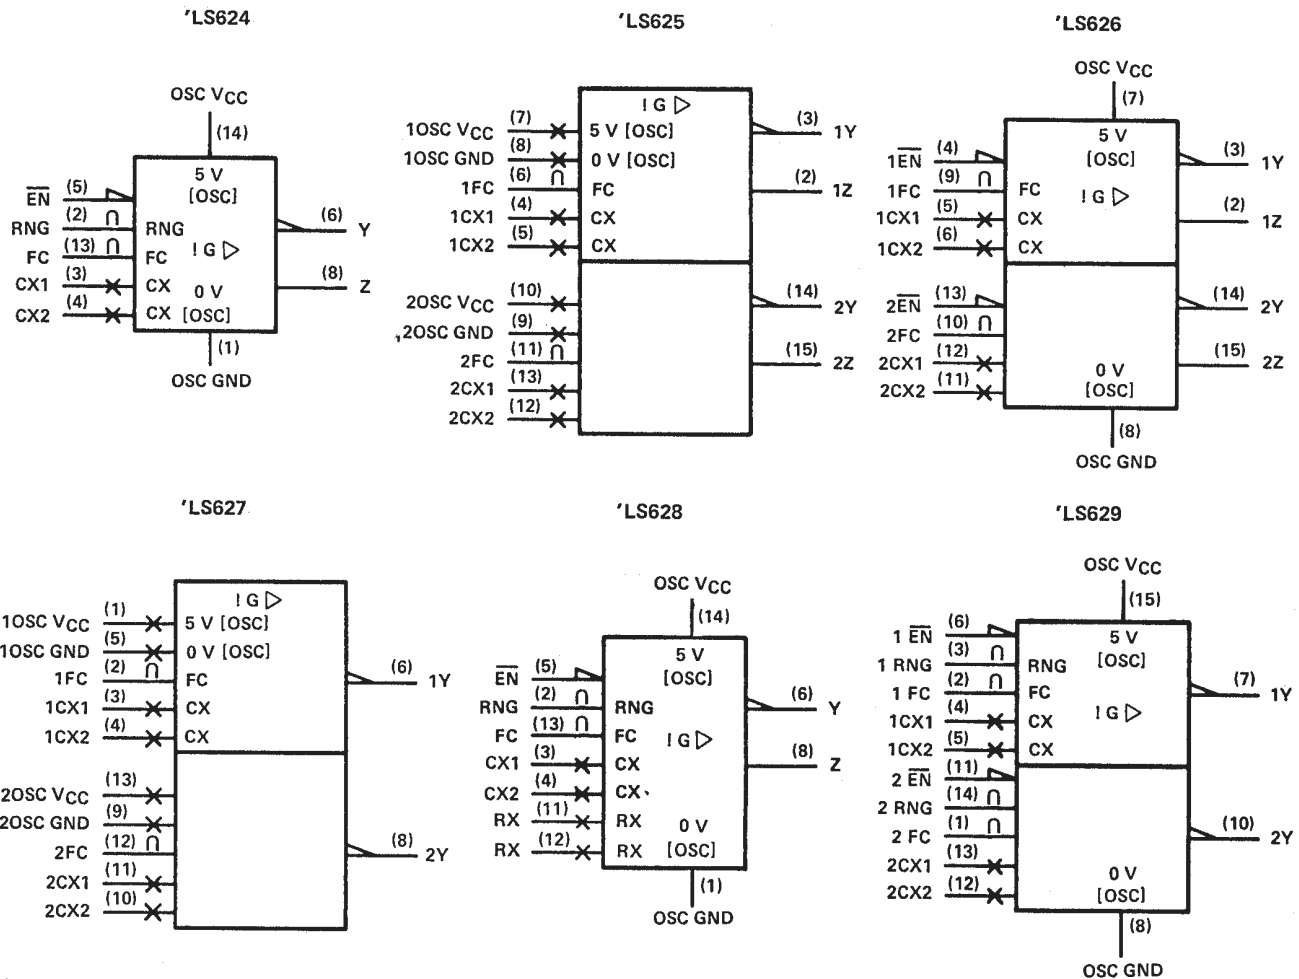 'LS624
OSC VCC
(14)
5 V
[OSC]
EN (5)
RNG (2) ∩ RNG
FC (13) ∩ FC
! G ▷
CX1 (3) CX
CX2 (4) CX
0 V
[OSC]
(6) Y
(8) Z
(1)
OSC GND
'LS625
! G ▷
1OSC VCC (7) 5 V [OSC]
1OSC GND (8) 0 V [OSC]
1FC (6) ∩ FC
1CX1 (4) CX
1CX2 (5) CX
(3) 1Y
(2) 1Z
2OSC VCC (10)
2OSC GND (9)
2FC (11) ∩
2CX1 (13)
2CX2 (12)
(14) 2Y
(15) 2Z
'LS626
OSC VCC
(7)
5 V
[OSC]
1EN (4)
1FC (9) ∩ FC
! G ▷
1CX1 (5) CX
1CX2 (6) CX
(3) 1Y
(2) 1Z
2EN (13)
2FC (10) ∩
2CX1 (12)
2CX2 (11)
0 V
[OSC]
(14) 2Y
(15) 2Z
(8)
OSC GND
'LS627
! G ▷
1OSC VCC (1) 5 V [OSC]
1OSC GND (5) 0 V [OSC]
1FC (2) ∩ FC
1CX1 (3) CX
1CX2 (4) CX
(6) 1Y
2OSC VCC (13)
2OSC GND (9)
2FC (12) ∩
2CX1 (11)
2CX2 (10)
(8) 2Y
'LS628
OSC VCC
(14)
5 V
[OSC]
EN (5)
RNG (2) ∩ RNG
FC (13) ∩ FC
! G ▷
CX1 (3) CX
CX2 (4) CX
RX (11) RX
RX (12) RX
0 V
[OSC]
(6) Y
(8) Z
(1)
OSC GND
'LS629
OSC VCC
(15)
5 V
[OSC]
1 EN (6)
1 RNG (3) ∩ RNG
1 FC (2) ∩ FC
! G ▷
1CX1 (4) CX
1CX2 (5) CX
(7) 1Y
2 EN (11)
2 RNG (14) ∩
2 FC (1) ∩
2CX1 (13)
2CX2 (12)
0 V
[OSC]
(10) 2Y
(8)
OSC GND